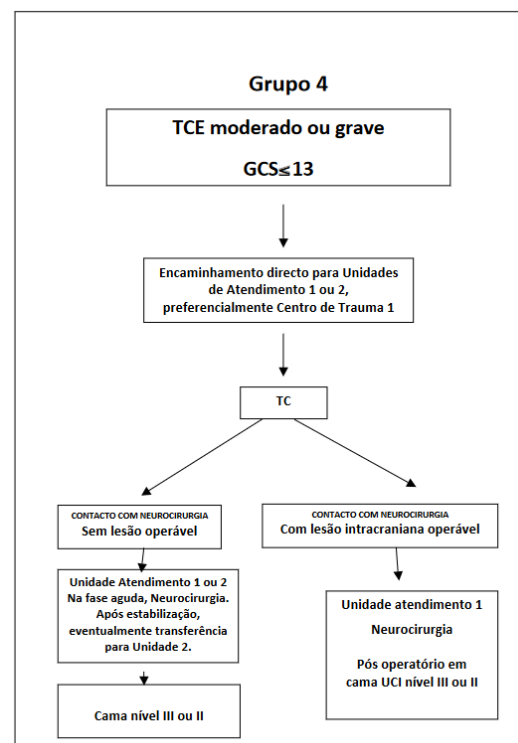 Grupo 4
TCE moderado ou grave
GCS≤13
Encaminhamento directo para Unidades
de Atendimento 1 ou 2,
preferencialmente Centro de Trauma 1
TC
CONTACTO COM NEUROCIRURGIA
Sem lesão operável
CONTACTO COM NEUROCIRURGIA
Com lesão intracraniana operável
Unidade Atendimento 1 ou 2
Na fase aguda, Neurocirurgia.
Após estabilização,
eventualmente transferência
para Unidade 2.
Unidade atendimento 1
Neurocirurgia
Pós operatório em
cama UCI nível III ou II
Cama nível III ou II